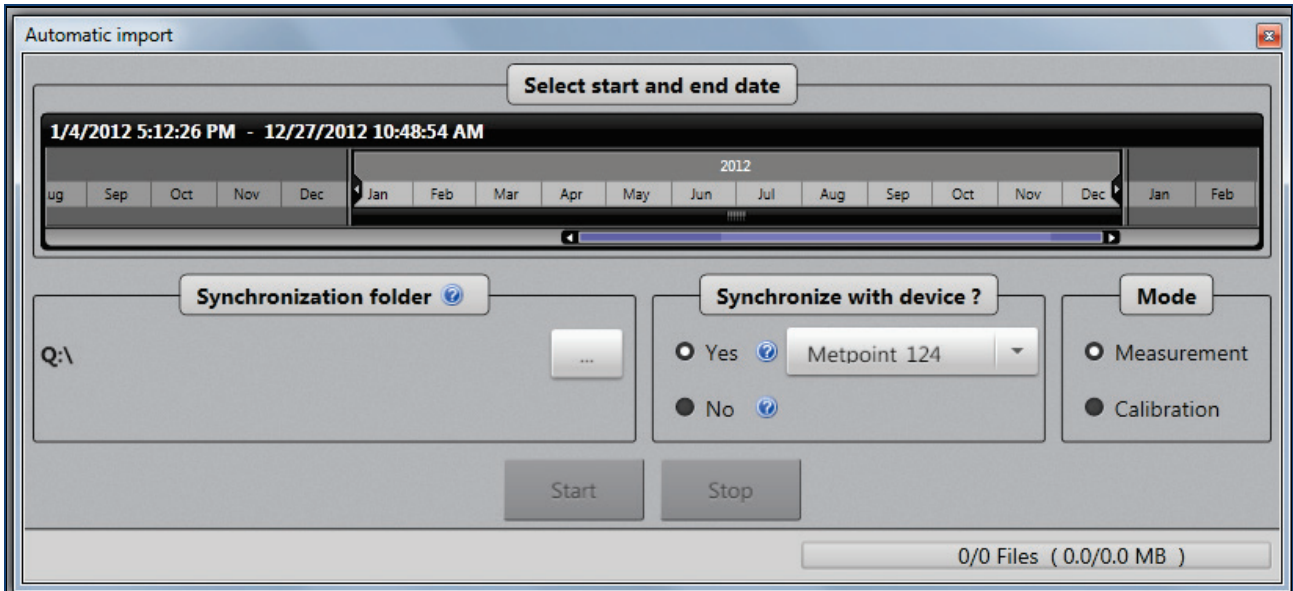 Automatic import
Select start and end date
1/4/2012 5:12:26 PM - 12/27/2012 10:48:54 AM
2012
ug Sep Oct Nov Dec Jan Feb Mar Apr May Jun Jul Aug Sep Oct Nov Dec Jan Feb
Synchronization folder ?
Synchronize with device ?
Mode
Q:\ ...
Yes ? Metpoint 124
Measurement
No ?
Calibration
Start Stop
0/0 Files ( 0.0/0.0 MB )